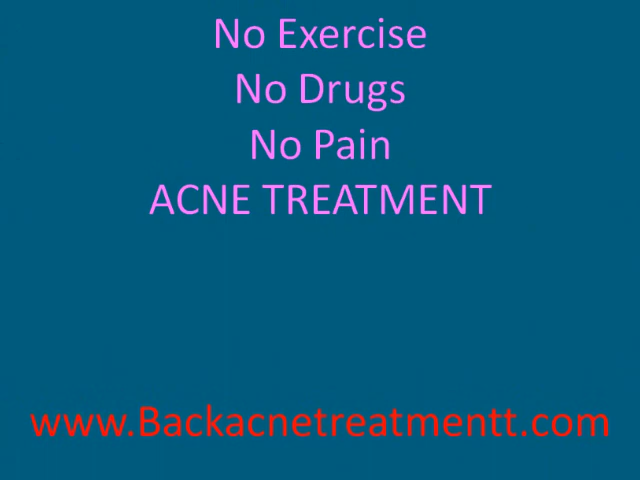 No Exercise
No Drugs
No Pain
ACNE TREATMENT
www.Backacnetreatmentt.com